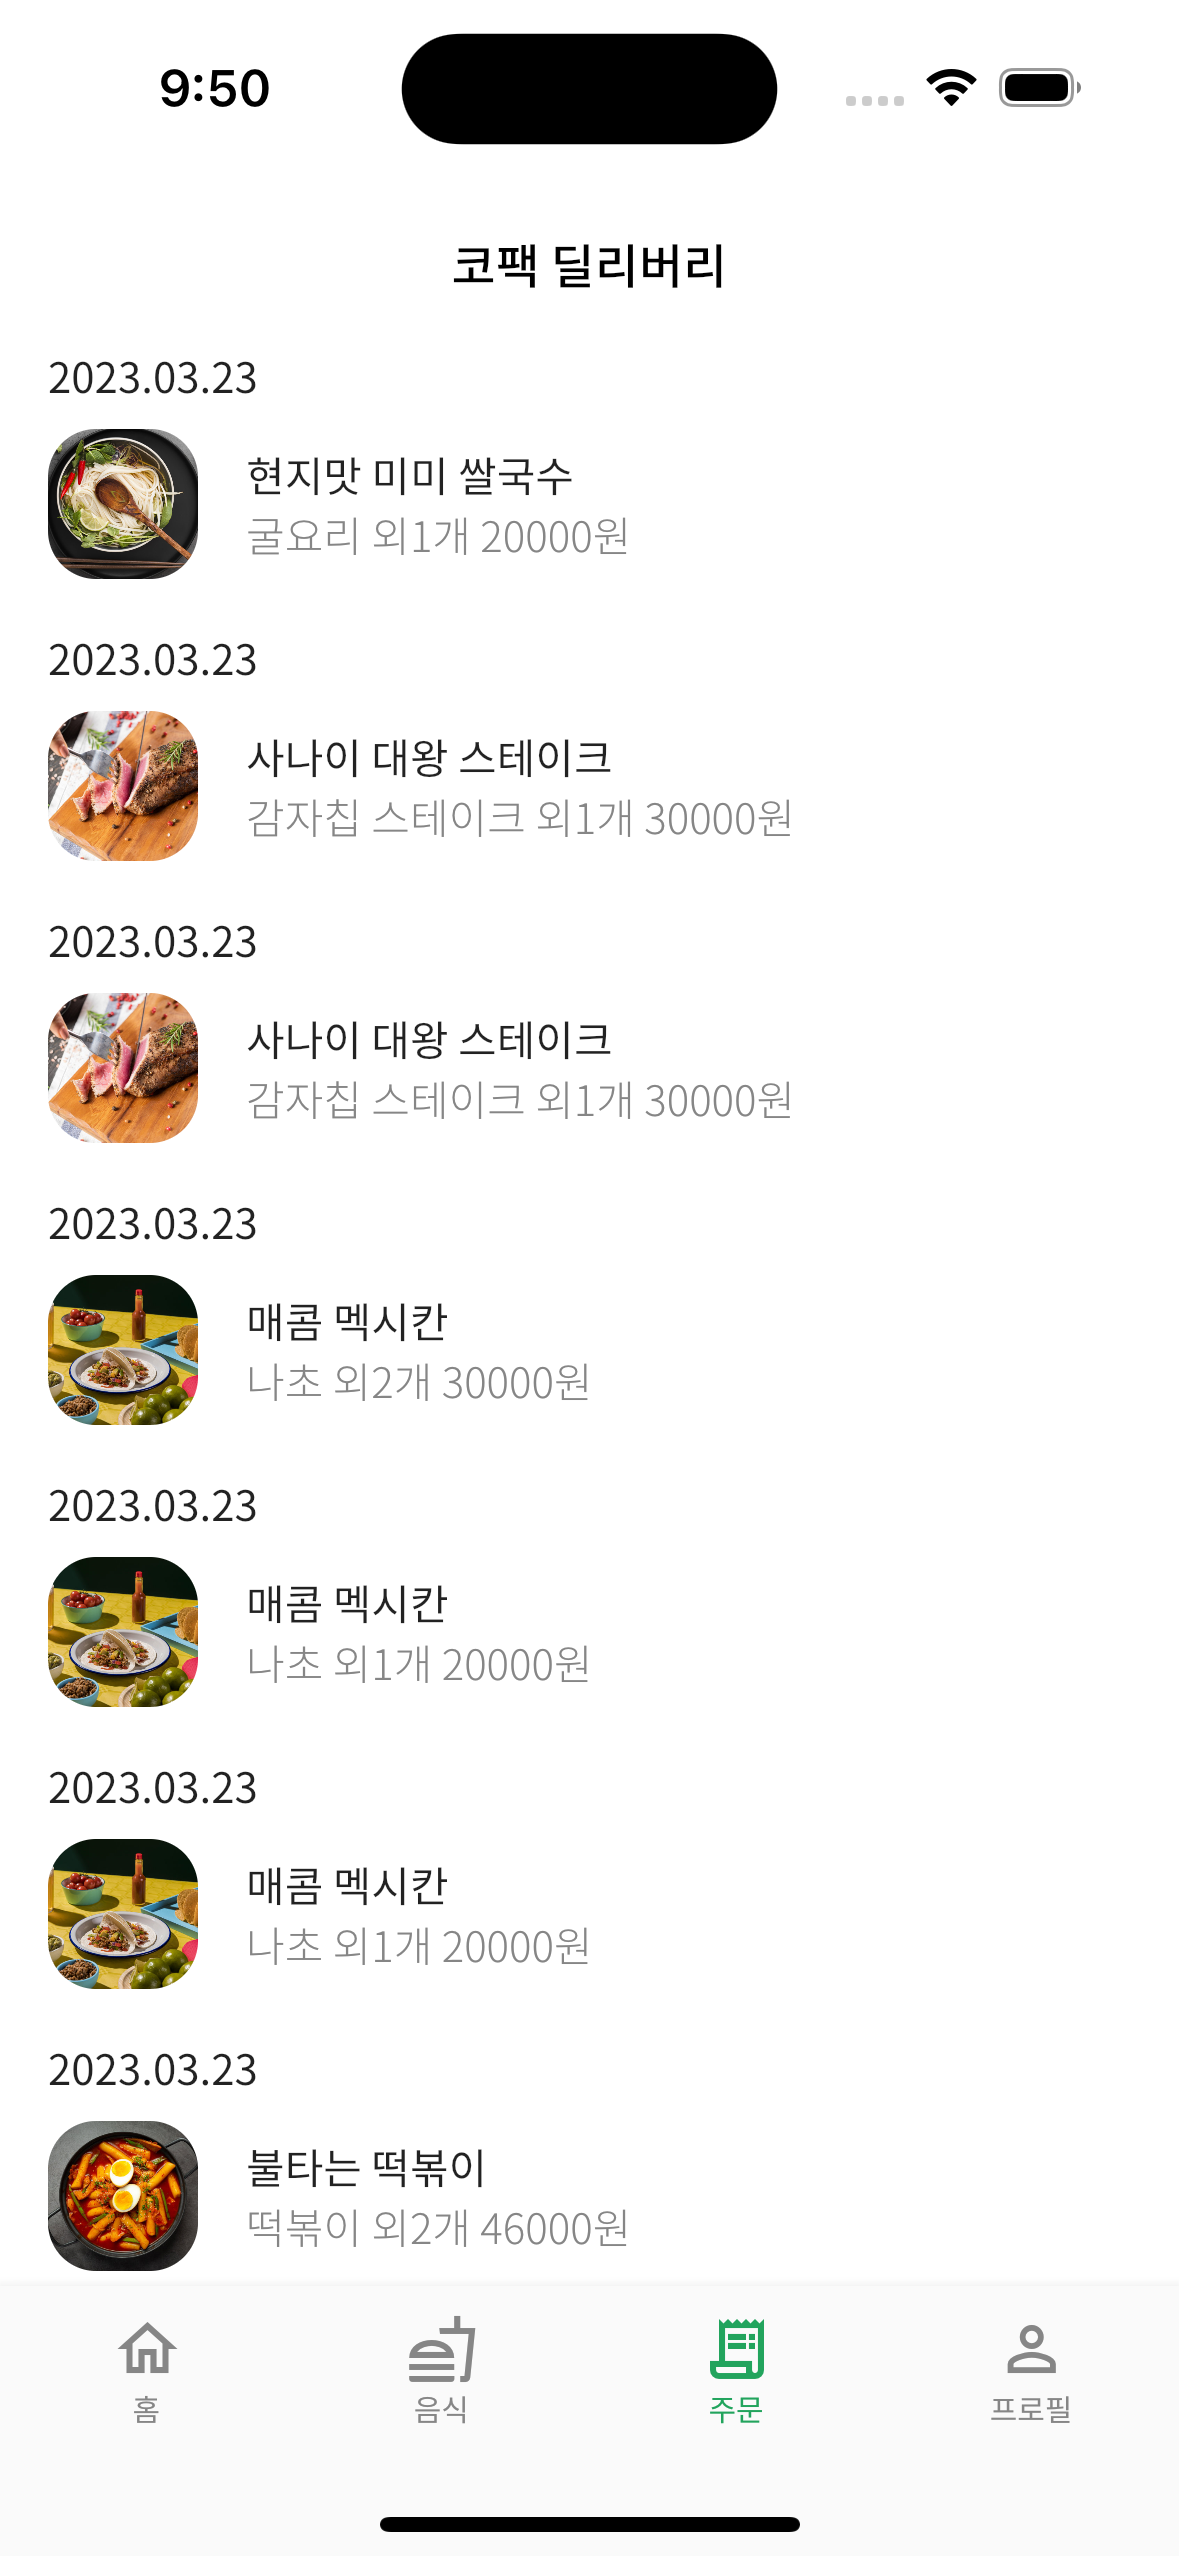 9:50
코팩 딜리버리
2023.03.23
현지맛 미미 쌀국수
굴요리 외1개 20000원
2023.03.23
사나이 대왕 스테이크
감자칩 스테이크 외1개 30000원
2023.03.23
사나이 대왕 스테이크
감자칩 스테이크 외1개 30000원
2023.03.23
매콤 멕시칸
나초 외2개 30000원
2023.03.23
매콤 멕시칸
나초 외1개 20000원
2023.03.23
매콤 멕시칸
나초 외1개 20000원
2023.03.23
불타는 떡볶이
떡볶이 외2개 46000원
홈 음식 주문 프로필